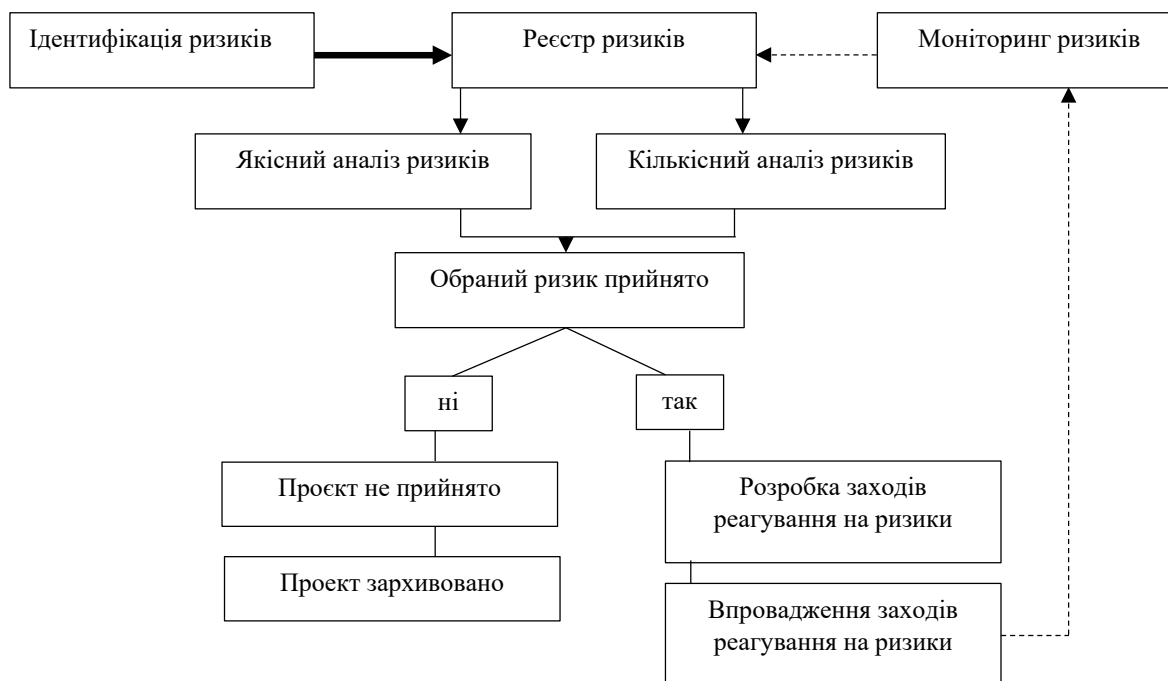 Ідентифікація ризиків
Реєстр ризиків
Моніторинг ризиків
Якісний аналіз ризиків
Кількісний аналіз ризиків
Обраний ризик прийнято
ні
так
Проєкт не прийнято
Розробка заходів
реагування на ризики
Проект зархивовано
Впровадження заходів
реагування на ризики